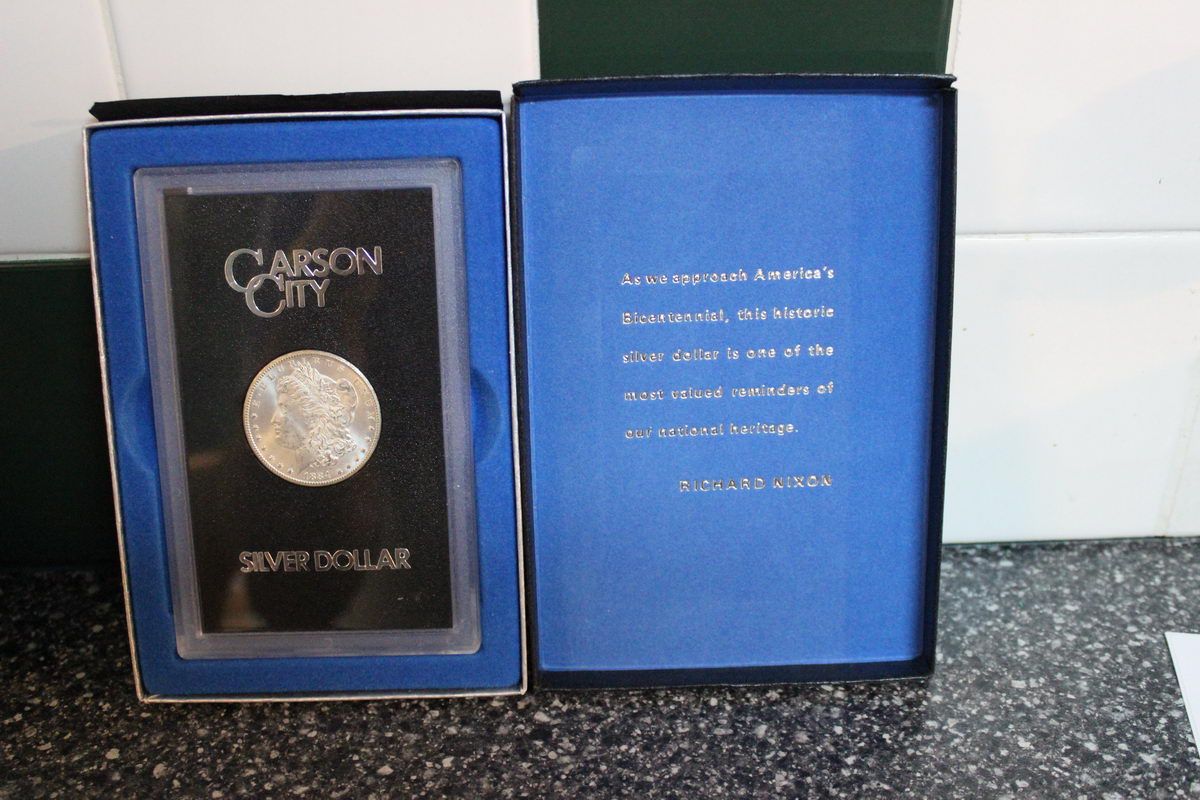 CARSON
CITY
1884
SILVER DOLLAR
As we approach America's
Bicentennial, this historic
silver dollar is one of the
most valued reminders of
our national heritage.
RICHARD NIXON